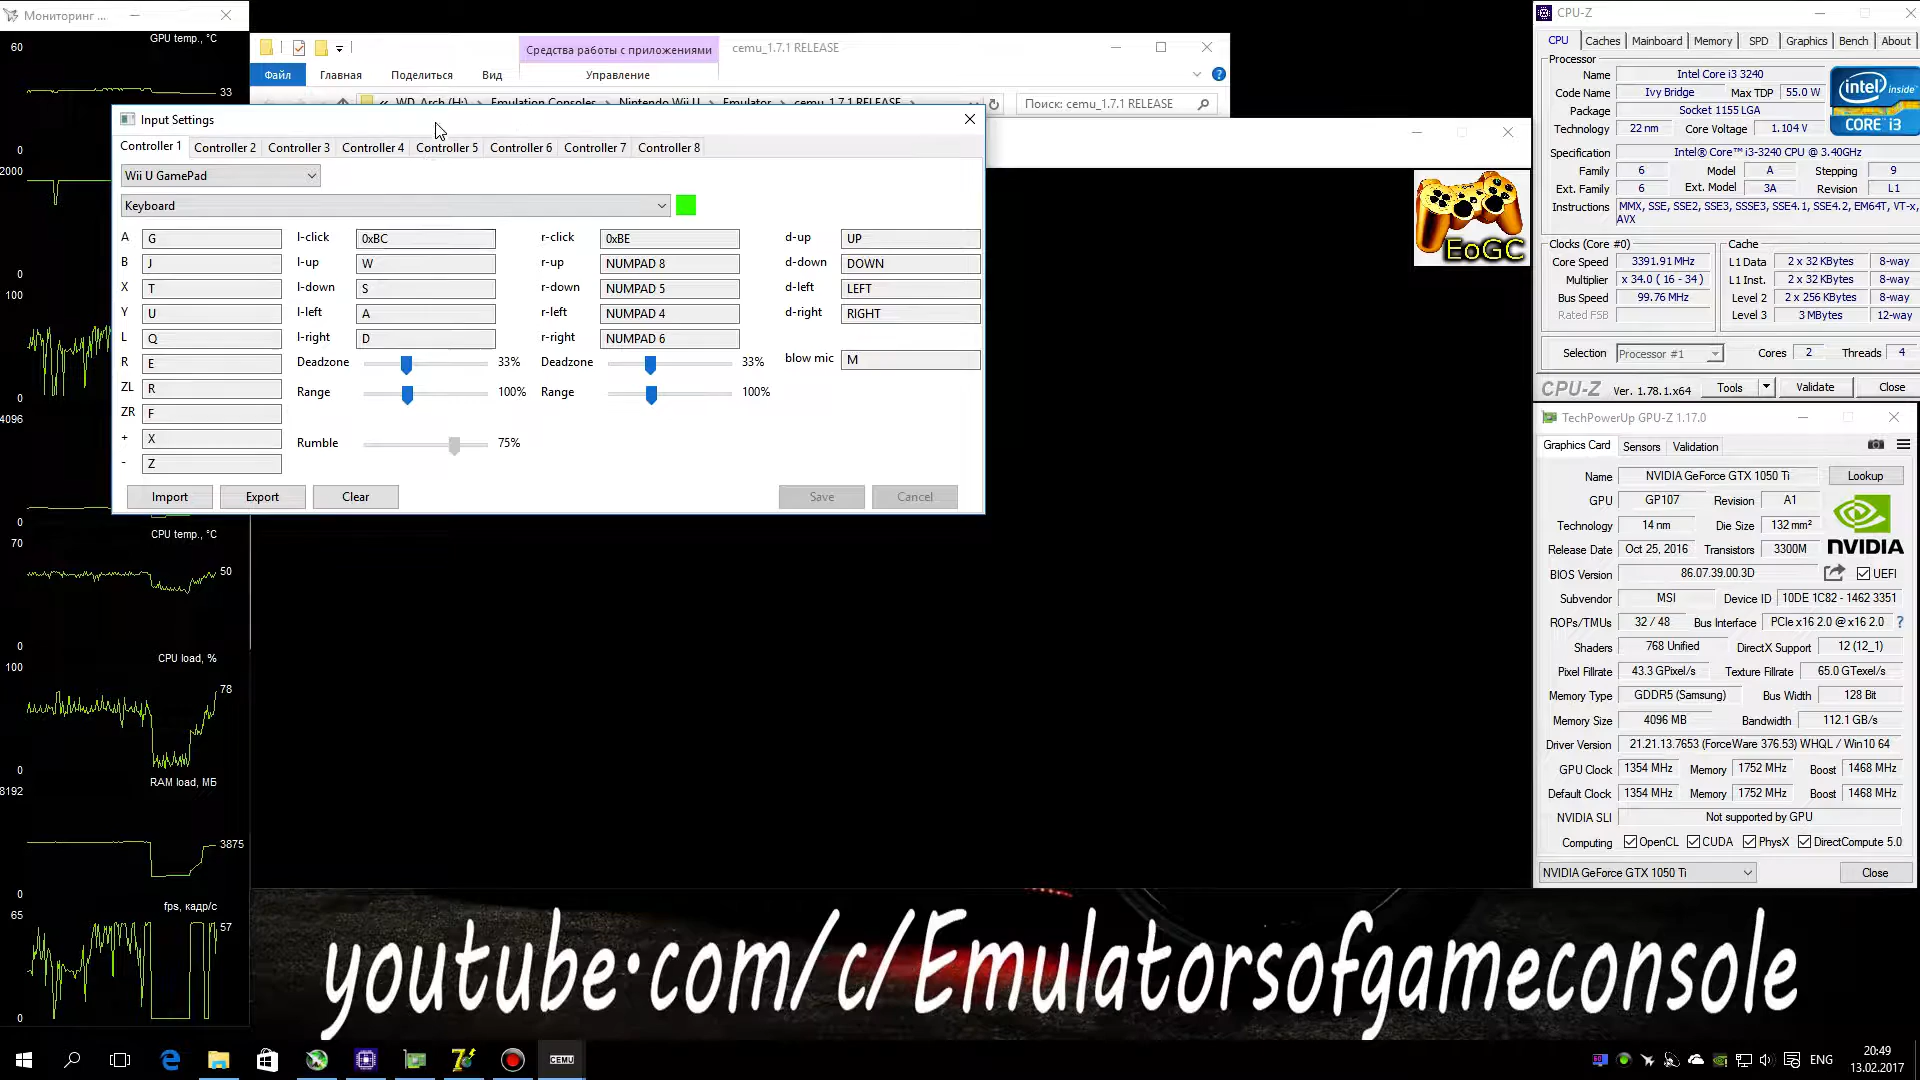 Мониторинг ...
GPU temp., °C
60
33
0
2000
0
100
0
4096
0
CPU temp., °C
70
50
0
CPU load, %
100
78
0
RAM load, МБ
8192
3875
0
fps, кадр/с
65
57
0
Средства работы с приложениями
cemu_1.7.1 RELEASE
Файл
Главная
Поделиться
Вид
Управление
WD_Arch (H:)
Emulation Consoles
Nintendo Wii U
Emulator
cemu_1.7.1 RELEASE
Поиск: cemu_1.7.1 RELEASE
Input Settings
Controller 1 Controller 2 Controller 3 Controller 4 Controller 5 Controller 6 Controller 7 Controller 8
Wii U GamePad
Keyboard
A G l-click 0xBC r-click 0xBE d-up UP
B J l-up W r-up NUMPAD 8 d-down DOWN
X T l-down S r-down NUMPAD 5 d-left LEFT
Y U l-left A r-left NUMPAD 4 d-right RIGHT
L Q l-right D r-right NUMPAD 6
R E Deadzone 33% Deadzone 33% blow mic M
ZL R Range 100% Range 100%
ZR F
+ X Rumble 75%
- Z
Import Export Clear Save Cancel
EoGC
CPU-Z
CPU Caches Mainboard Memory SPD Graphics Bench About
Processor
Name Intel Core i3 3240
Code Name Ivy Bridge Max TDP 55.0 W
Package Socket 1155 LGA
Technology 22 nm Core Voltage 1.104 V
intel inside™
CORE i3
Specification Intel® Core™ i3-3240 CPU @ 3.40GHz
Family 6 Model A Stepping 9
Ext. Family 6 Ext. Model 3A Revision L1
Instructions MMX, SSE, SSE2, SSE3, SSSE3, SSE4.1, SSE4.2, EM64T, VT-x,
AVX
Clocks (Core #0) Cache
Core Speed 3391.91 MHz L1 Data 2 x 32 KBytes 8-way
Multiplier x 34.0 ( 16 - 34 ) L1 Inst. 2 x 32 KBytes 8-way
Bus Speed 99.76 MHz Level 2 2 x 256 KBytes 8-way
Rated FSB Level 3 3 MBytes 12-way
Selection Processor #1 Cores 2 Threads 4
CPU-Z Ver. 1.78.1.x64 Tools Validate Close
TechPowerUp GPU-Z 1.17.0
Graphics Card Sensors Validation
Name NVIDIA GeForce GTX 1050 Ti Lookup
GPU GP107 Revision A1
Technology 14 nm Die Size 132 mm²
Release Date Oct 25, 2016 Transistors 3300M
NVIDIA
BIOS Version 86.07.39.00.3D UEFI
Subvendor MSI Device ID 10DE 1C82 - 1462 3351
ROPs/TMUs 32 / 48 Bus Interface PCIe x16 2.0 @ x16 2.0 ?
Shaders 768 Unified DirectX Support 12 (12_1)
Pixel Fillrate 43.3 GPixel/s Texture Fillrate 65.0 GTexel/s
Memory Type GDDR5 (Samsung) Bus Width 128 Bit
Memory Size 4096 MB Bandwidth 112.1 GB/s
Driver Version 21.21.13.7653 (ForceWare 376.53) WHQL / Win10 64
GPU Clock 1354 MHz Memory 1752 MHz Boost 1468 MHz
Default Clock 1354 MHz Memory 1752 MHz Boost 1468 MHz
NVIDIA SLI Not supported by GPU
Computing OpenCL CUDA PhysX DirectCompute 5.0
NVIDIA GeForce GTX 1050 Ti Close
youtube.com/c/Emulatorsofgameconsole
CEMU
ENG
20:49
13.02.2017